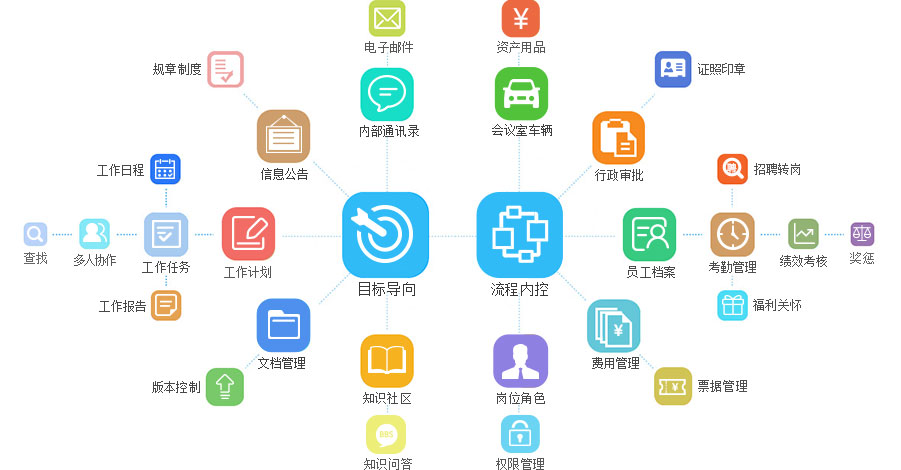 电子邮件
资产用品
规章制度
证照印章
内部通讯录
会议室车辆
工作日程
信息公告
行政审批
招聘转岗
查找
多人协作
工作任务
工作计划
目标导向
流程内控
员工档案
考勤管理
绩效考核
奖惩
工作报告
福利关怀
文档管理
¥
费用管理
版本控制
知识社区
岗位角色
¥
票据管理
BBS
知识问答
权限管理
¥